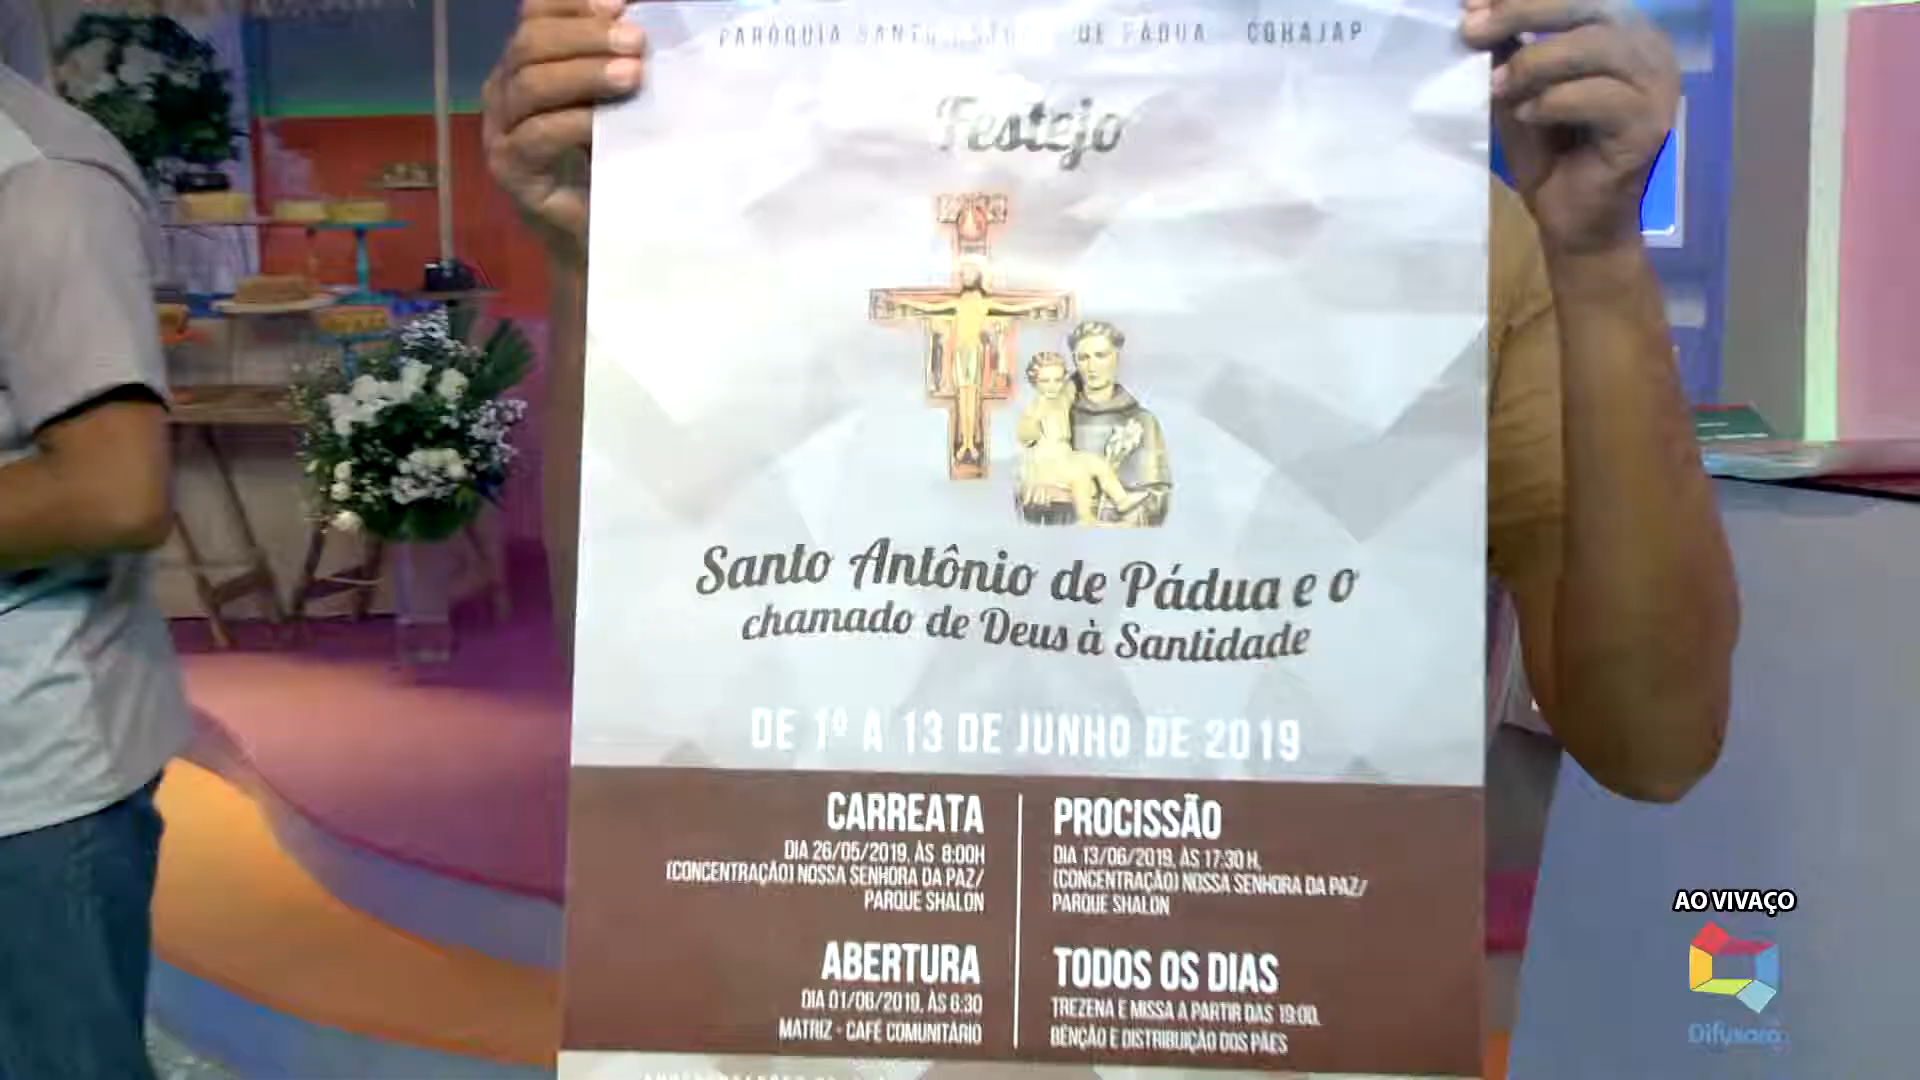 PARÓQUIA SANTO ANTÔNIO DE PÁDUA - COHAJAP
Festejo
Santo Antônio de Pádua e o
chamado de Deus à Santidade
DE 1º A 13 DE JUNHO DE 2019
CARREATA
DIA 26/05/2019, ÀS 8:00H
(CONCENTRAÇÃO) NOSSA SENHORA DA PAZ/
PARQUE SHALON
ABERTURA
DIA 01/06/2019, ÀS 6:30
MATRIZ - CAFÉ COMUNITÁRIO
PROCISSÃO
DIA 13/06/2019, ÀS 17:30 H,
(CONCENTRAÇÃO) NOSSA SENHORA DA PAZ/
PARQUE SHALON
TODOS OS DIAS
TREZENA E MISSA A PARTIR DAS 19:00,
BÊNÇÃO E DISTRIBUIÇÃO DOS PÃES
AO VIVAÇO
Difusora